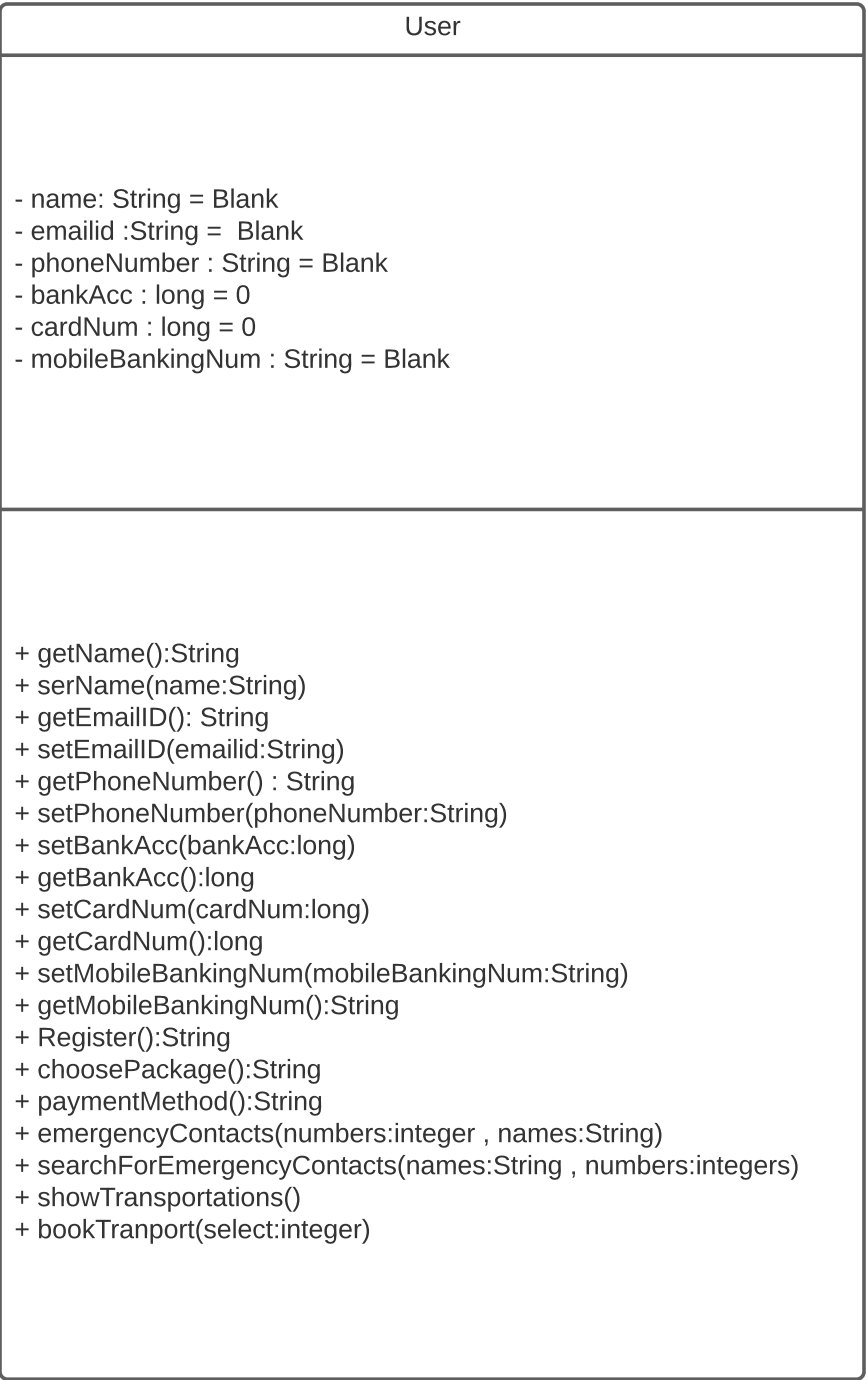 User
- name: String = Blank
- emailid :String =  Blank
- phoneNumber : String = Blank
- bankAcc : long = 0
- cardNum : long = 0
- mobileBankingNum : String = Blank
+ getName():String
+ serName(name:String)
+ getEmailID(): String
+ setEmailID(emailid:String)
+ getPhoneNumber() : String
+ setPhoneNumber(phoneNumber:String)
+ setBankAcc(bankAcc:long)
+ getBankAcc():long
+ setCardNum(cardNum:long)
+ getCardNum():long
+ setMobileBankingNum(mobileBankingNum:String)
+ getMobileBankingNum():String
+ Register():String
+ choosePackage():String
+ paymentMethod():String
+ emergencyContacts(numbers:integer , names:String)
+ searchForEmergencyContacts(names:String , numbers:integers)
+ showTransportations()
+ bookTranport(select:integer)